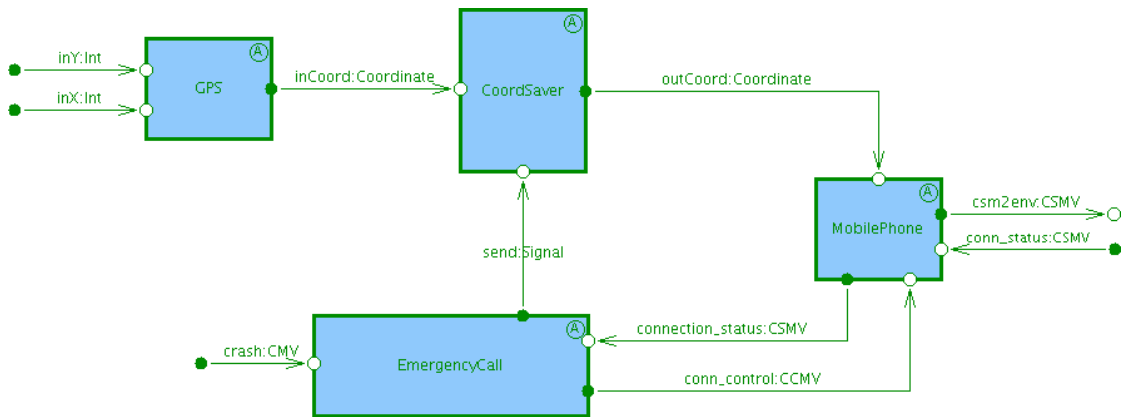 A
A
inY:Int
inX:Int
GPS
inCoord:Coordinate
CoordSaver
outCoord:Coordinate
A
MobilePhone
csm2env:CSMV
conn_status:CSMV
send:Signal
A
crash:CMV
EmergencyCall
connection_status:CSMV
conn_control:CCMV